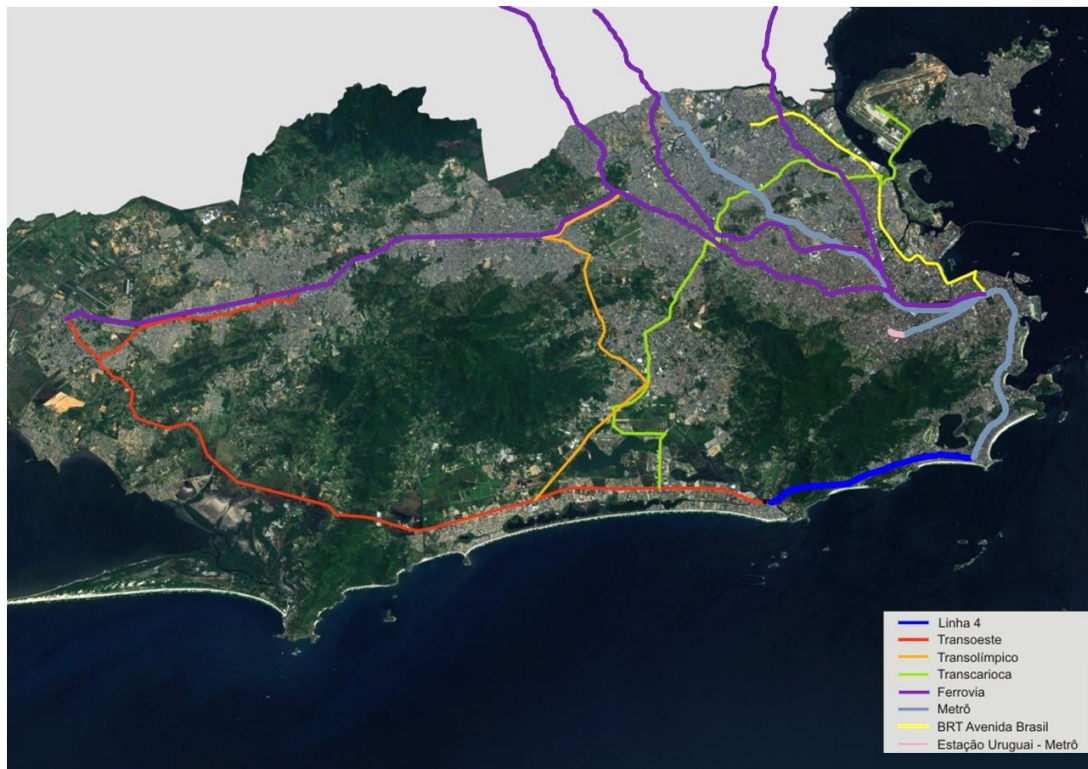 Linha 4
Transoeste
Transolímpico
Transcarioca
Ferrovia
Metrô
BRT Avenida Brasil
Estação Uruguai - Metrô